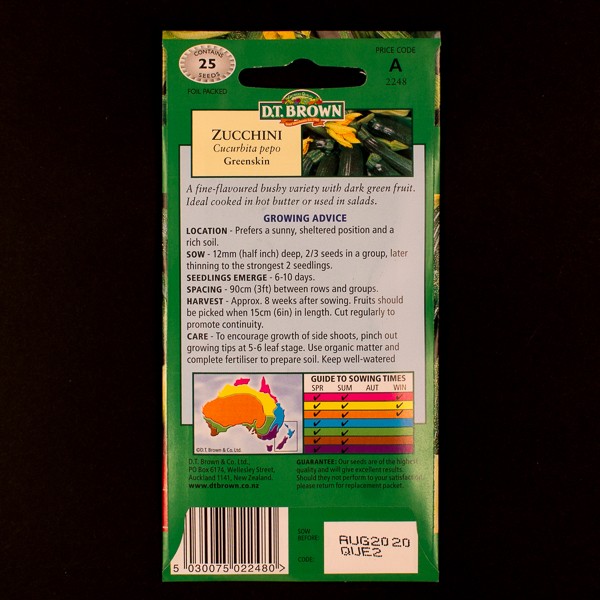 CONTAINS
25
SEEDS
FOIL PACKED
PRICE CODE
A
2248
D.T. BROWN
ZUCCHINI
Cucurbita pepo
Greenskin
A fine-flavoured bushy variety with dark green fruit.
Ideal cooked in hot butter or used in salads.
GROWING ADVICE
LOCATION - Prefers a sunny, sheltered position and a
rich soil.
SOW - 12mm (half inch) deep, 2/3 seeds in a group, later
thinning to the strongest 2 seedlings.
SEEDLINGS EMERGE - 6-10 days.
SPACING - 90cm (3ft) between rows and groups.
HARVEST - Approx. 8 weeks after sowing. Fruits should
be picked when 15cm (6in) in length. Cut regularly to
promote continuity.
CARE - To encourage growth of side shoots, pinch out
growing tips at 5-6 leaf stage. Use organic matter and
complete fertiliser to prepare soil. Keep well-watered
GUIDE TO SOWING TIMES
SPR SUM AUT WIN
©D.T. Brown & Co. Ltd.
D.T. Brown & Co. Ltd.,
PO Box 6176, Wellesley Street,
Auckland 1141, New Zealand.
www.dtbrown.co.nz
GUARANTEE: Our seeds are of the highest
quality and will give excellent results.
Should they not perform to your satisfaction
please return for replacement packet.
SOW
BEFORE:
AUG2020
CODE:
QUE2
5 030075 022480 >